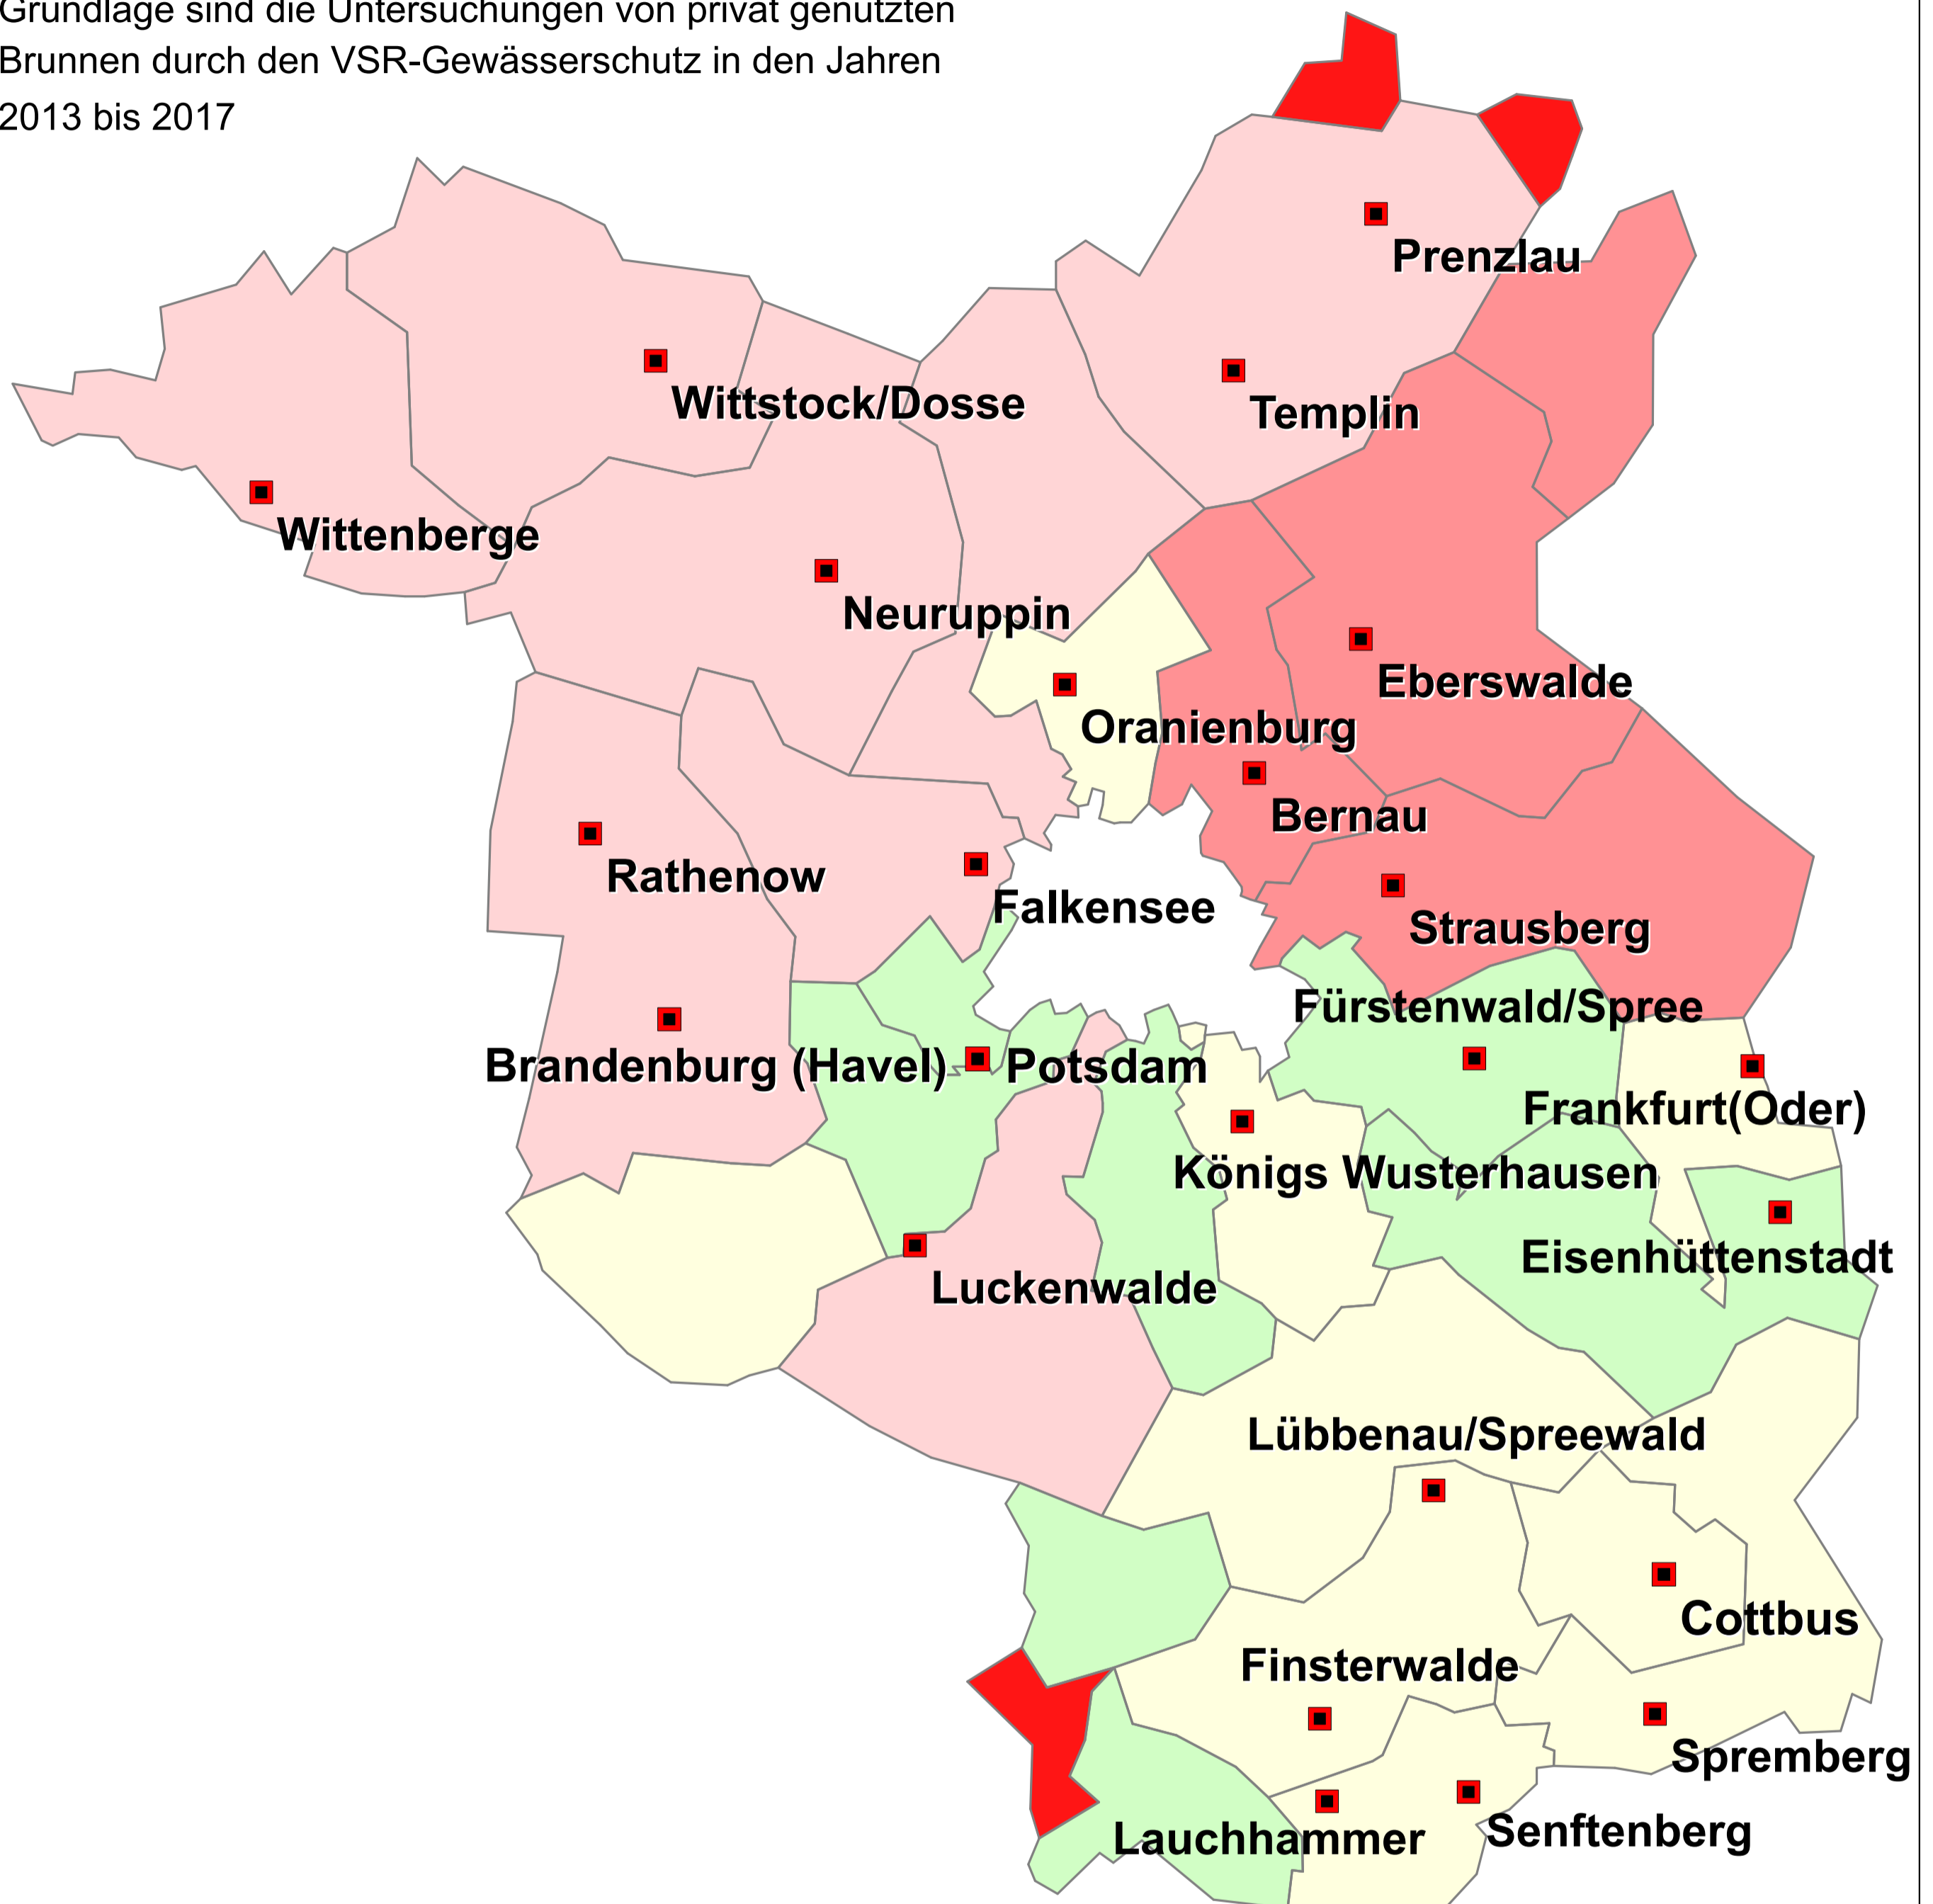 Grundlage sind die Untersuchungen von privat genutzten
Brunnen durch den VSR-Gewässerschutz in den Jahren
2013 bis 2017
Prenzlau
Wittstock/Dosse
Templin
Wittenberge
Neuruppin
Eberswalde
Oranienburg
Bernau
Rathenow
Falkensee
Strausberg
Fürstenwald/Spree
Brandenburg (Havel)
Potsdam
Frankfurt(Oder)
Königs Wusterhausen
Eisenhüttenstadt
Luckenwalde
Lübbenau/Spreewald
Cottbus
Finsterwalde
Spremberg
Senftenberg
Lauchhammer